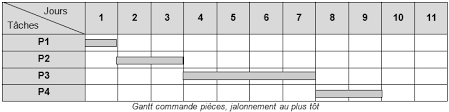 Jours
Tâches
1 2 3 4 5 6 7 8 9 10 11
P1
P2
P3
P4
Gantt commande pièces, jalonnement au plus tôt